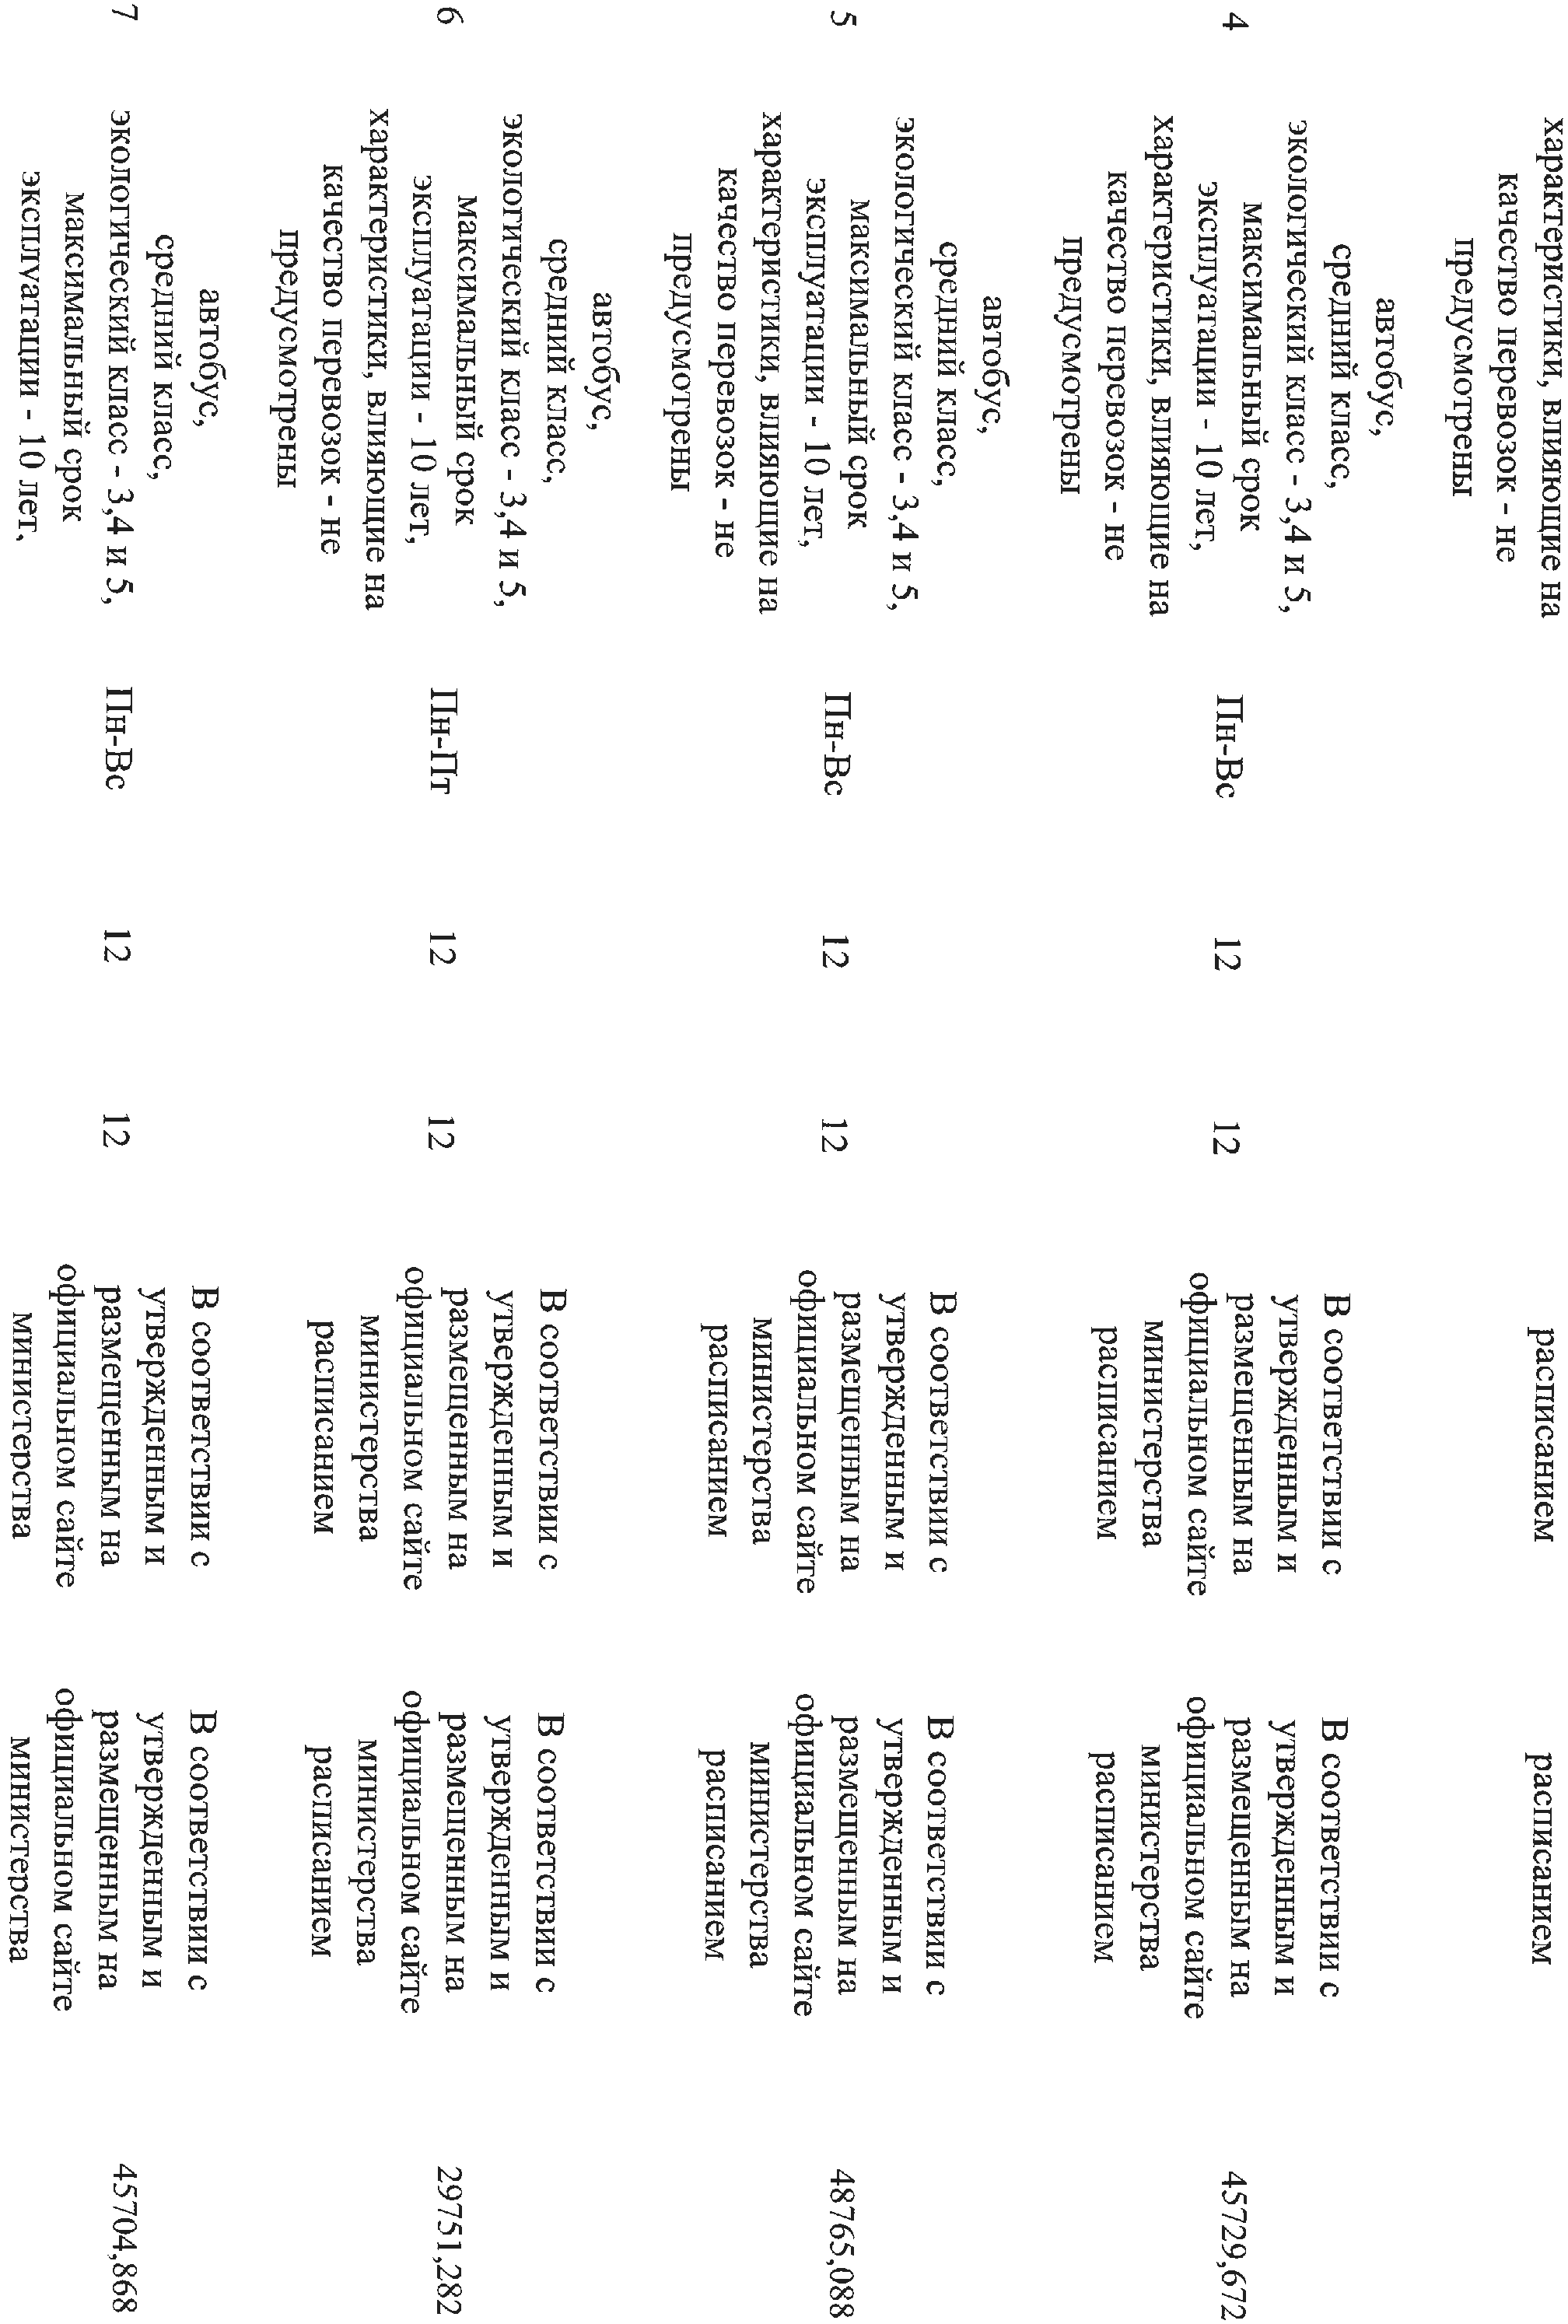 характеристики, влияющие на
качество перевозок - не
предусмотрены
расписанием
расписанием
4
автобус,
средний класс,
экологический класс - 3,4 и 5,
максимальный срок
эксплуатации - 10 лет,
характеристики, влияющие на
качество перевозок - не
предусмотрены
Пн-Вс
12
12
В соответствии с
утвержденным и
размещенным на
официальном сайте
министерства
расписанием
В соответствии с
утвержденным и
размещенным на
официальном сайте
министерства
расписанием
45729,672
5
автобус,
средний класс,
экологический класс - 3,4 и 5,
максимальный срок
эксплуатации - 10 лет,
характеристики, влияющие на
качество перевозок - не
предусмотрены
Пн-Вс
12
12
В соответствии с
утвержденным и
размещенным на
официальном сайте
министерства
расписанием
В соответствии с
утвержденным и
размещенным на
официальном сайте
министерства
расписанием
48765,088
6
автобус,
средний класс,
экологический класс - 3,4 и 5,
максимальный срок
эксплуатации - 10 лет,
характеристики, влияющие на
качество перевозок - не
предусмотрены
Пн-Пт
12
12
В соответствии с
утвержденным и
размещенным на
официальном сайте
министерства
расписанием
В соответствии с
утвержденным и
размещенным на
официальном сайте
министерства
расписанием
29751,282
7
автобус,
средний класс,
экологический класс - 3,4 и 5,
максимальный срок
эксплуатации - 10 лет,
Пн-Вс
12
12
В соответствии с
утвержденным и
размещенным на
официальном сайте
министерства
В соответствии с
утвержденным и
размещенным на
официальном сайте
министерства
45704,868